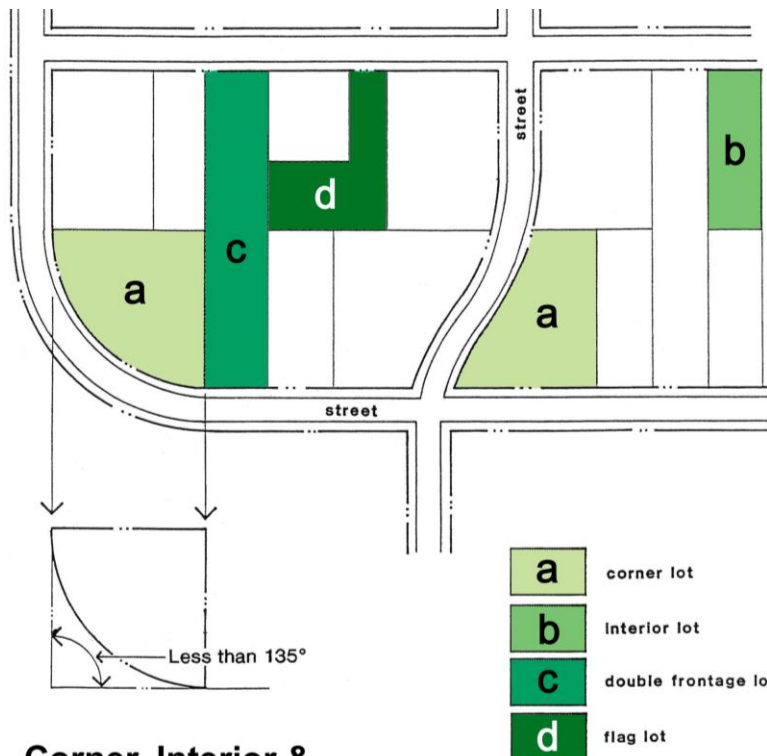 street
b
d
c
a
a
street
Less than 135°
a corner lot
b interior lot
c double frontage lo
d flag lot
Corner, Interior &